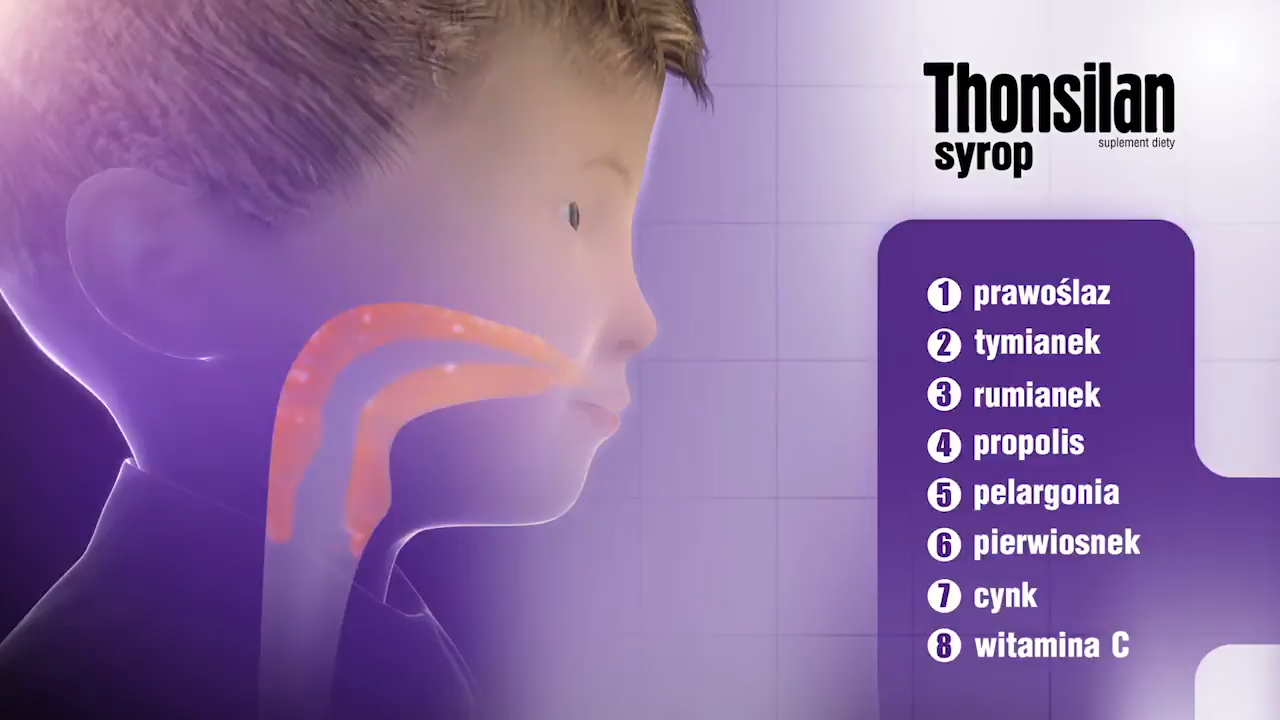 Thonsilan
suplement diety
syrop
1 prawoślaz
2 tymianek
3 rumianek
4 propolis
5 pelargonia
6 pierwiosnek
7 cynk
8 witamina C